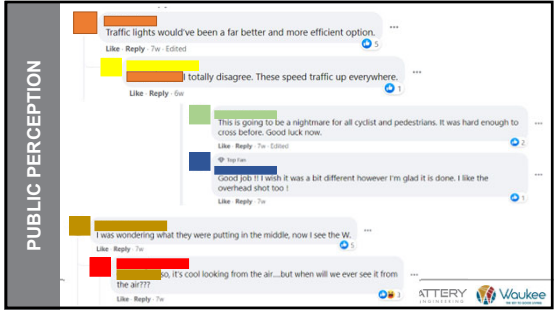 PUBLIC PERCEPTION
Traffic lights would've been a far better and more efficient option.
5
Like · Reply · 7w · Edited
I totally disagree. These speed traffic up everywhere.
1
Like · Reply · 6w
This is going to be a nightmare for all cyclist and pedestrians. It was hard enough to
cross before. Good luck now.
2
Like · Reply · 7w · Edited
Top Fan
Good job !! I wish it was a bit different however I'm glad it is done. I like the
overhead shot too !
1
Like · Reply · 7w
I was wondering what they were putting in the middle, now I see the W.
5
Like · Reply · 7w
so, it's cool looking from the air....but when will we ever see it from
the air???
3
Like · Reply · 7w
ATTERY
Waukee